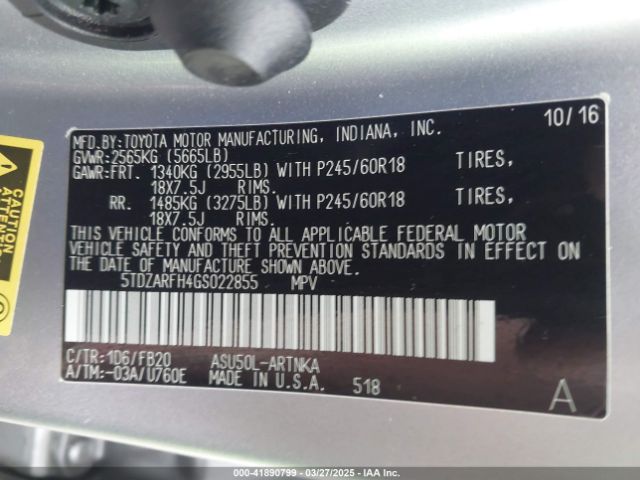 10/16
MFD.BY:TOYOTA MOTOR MANUFACTURING, INDIANA, INC.
GVWR:2565KG (5665LB)
GAWR:FRT. 1340KG (2955LB) WITH P245/60R18 TIRES,
18X7.5J RIMS.
RR. 1485KG (3275LB) WITH P245/60R18 TIRES,
18X7.5J RIMS.
THIS VEHICLE CONFORMS TO ALL APPLICABLE FEDERAL MOTOR
VEHICLE SAFETY AND THEFT PREVENTION STANDARDS IN EFFECT ON
THE DATE OF MANUFACTURE SHOWN ABOVE.
5TDZARFH4GS022855 MPV
C/TR:1D6/FB20 ASU50L-ARTNKA
A/TM:-03A/U760E MADE IN U.S.A. 518
A
CAUTION
000-41890799 — 03/27/2025 — IAAI.COM